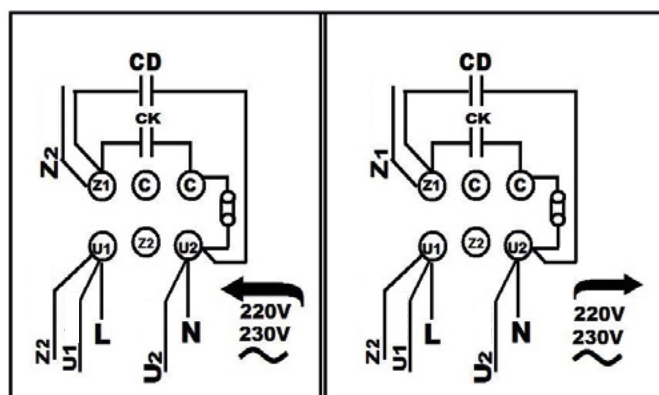 CD
CK
Z2
Z1 C C
U1 Z2 U2
L N
Z2 U1 U2
220V
230V
CD
CK
Z1
Z1 C C
U1 Z2 U2
L N
Z2 U1 U2
220V
230V